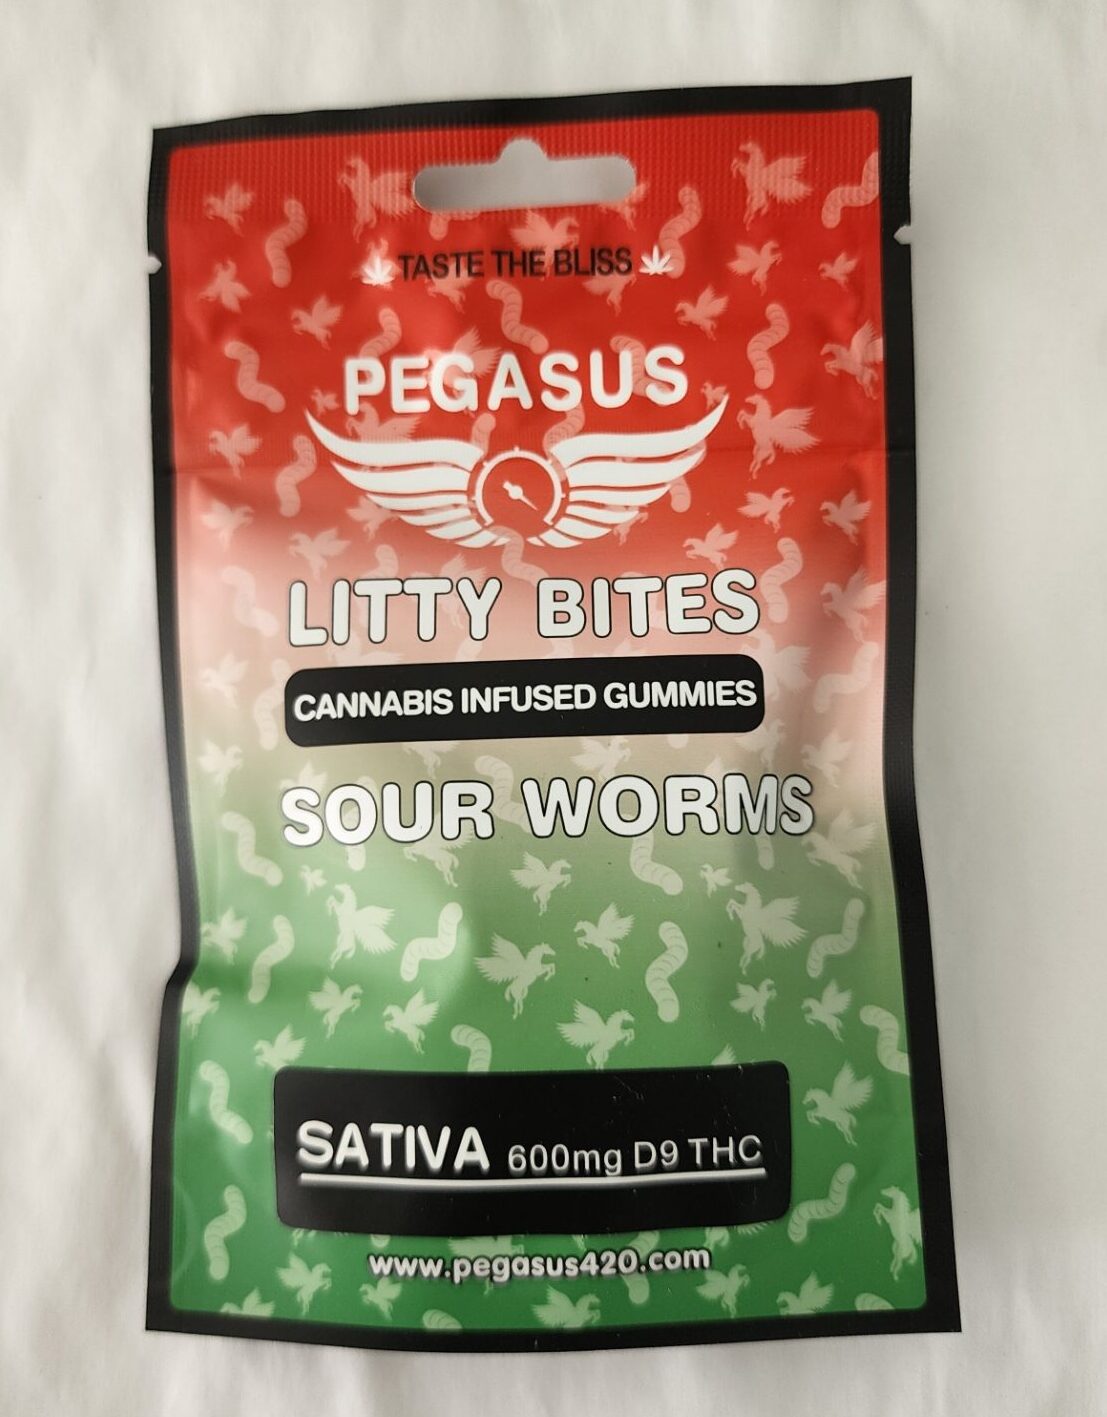 TASTE THE BLISS
PEGASUS
LITTY BITES
CANNABIS INFUSED GUMMIES
SOUR WORMS
SATIVA 600mg D9 THC
www.pegasus420.com